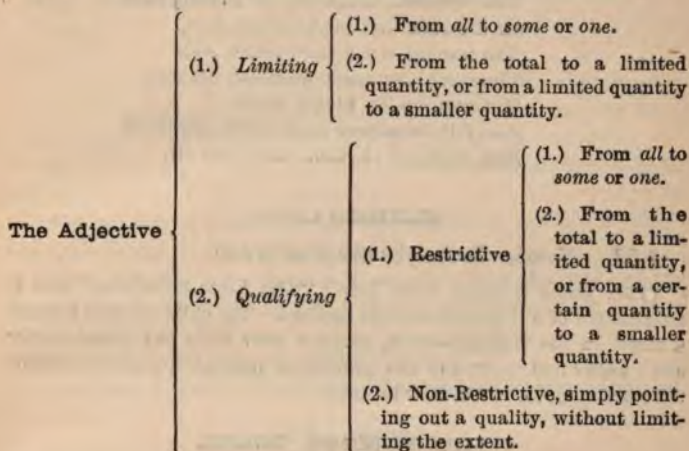 The Adjective
(1.) Limiting
(1.) From all to some or one.
(2.) From the total to a limited
quantity, or from a limited quantity
to a smaller quantity.
(2.) Qualifying
(1.) Restrictive
(1.) From all to
some or one.
(2.) From the
total to a lim-
ited quantity,
or from a cer-
tain quantity
to a smaller
quantity.
(2.) Non-Restrictive, simply point-
ing out a quality, without limit-
ing the extent.